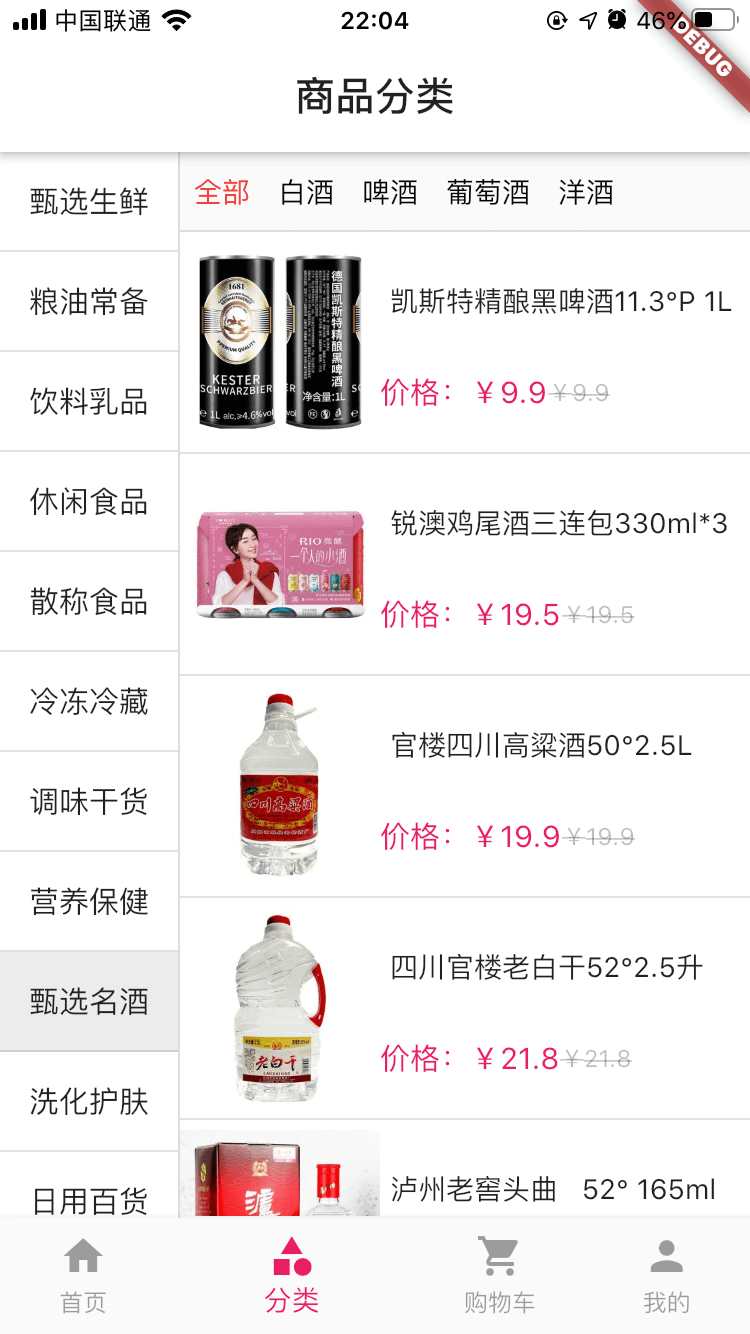 中国联通 22:04 46%
DEBUG
商品分类
甄选生鲜
粮油常备
饮料乳品
休闲食品
散称食品
冷冻冷藏
调味干货
营养保健
甄选名酒
洗化护肤
日用百货
全部 白酒 啤酒 葡萄酒 洋酒
1681
PREMIUM QUALITY
KESTER
SCHWARZBIER
1L alc.≥4.6%vol
德国凯斯特精酿黑啤酒
净含量:1L
凯斯特精酿黑啤酒11.3°P 1L
价格：￥9.9 ￥9.9
RIO微醺
一个人的小酒
锐澳鸡尾酒三连包330ml*3
价格：￥19.5 ￥19.5
四川高粱酒
官楼四川高粱酒50°2.5L
价格：￥19.9 ￥19.9
老白干
LAOBAIGAN
四川官楼老白干52°2.5升
价格：￥21.8 ￥21.8
泸
泸州老窖头曲 52° 165ml
首页 分类 购物车 我的